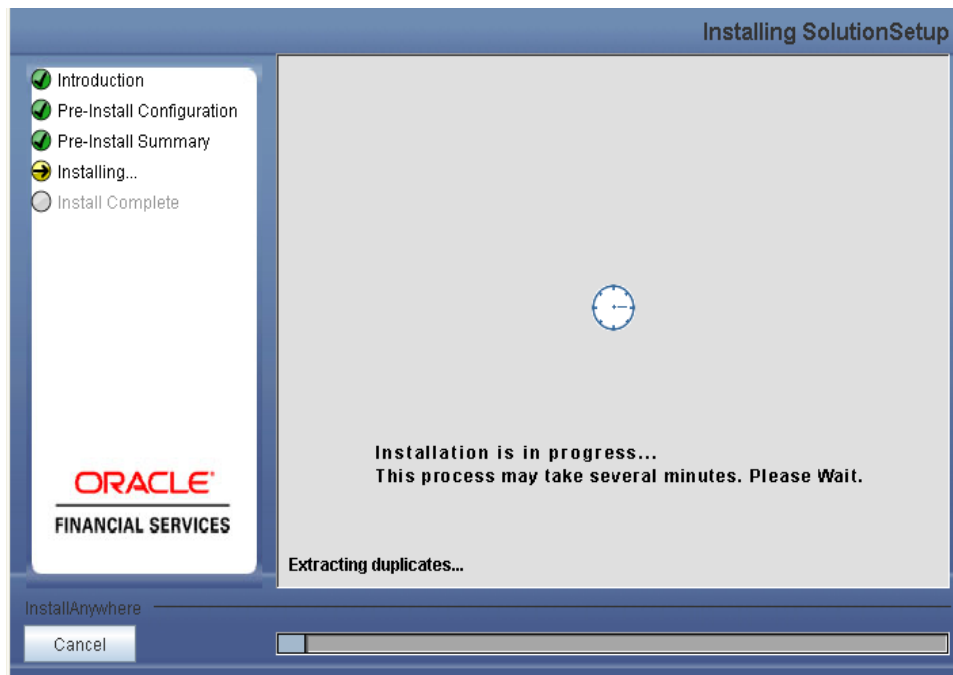 Installing SolutionSetup
Introduction
Pre-Install Configuration
Pre-Install Summary
Installing...
Install Complete
ORACLE
FINANCIAL SERVICES
Installation is in progress...
This process may take several minutes. Please Wait.
Extracting duplicates...
InstallAnywhere
Cancel